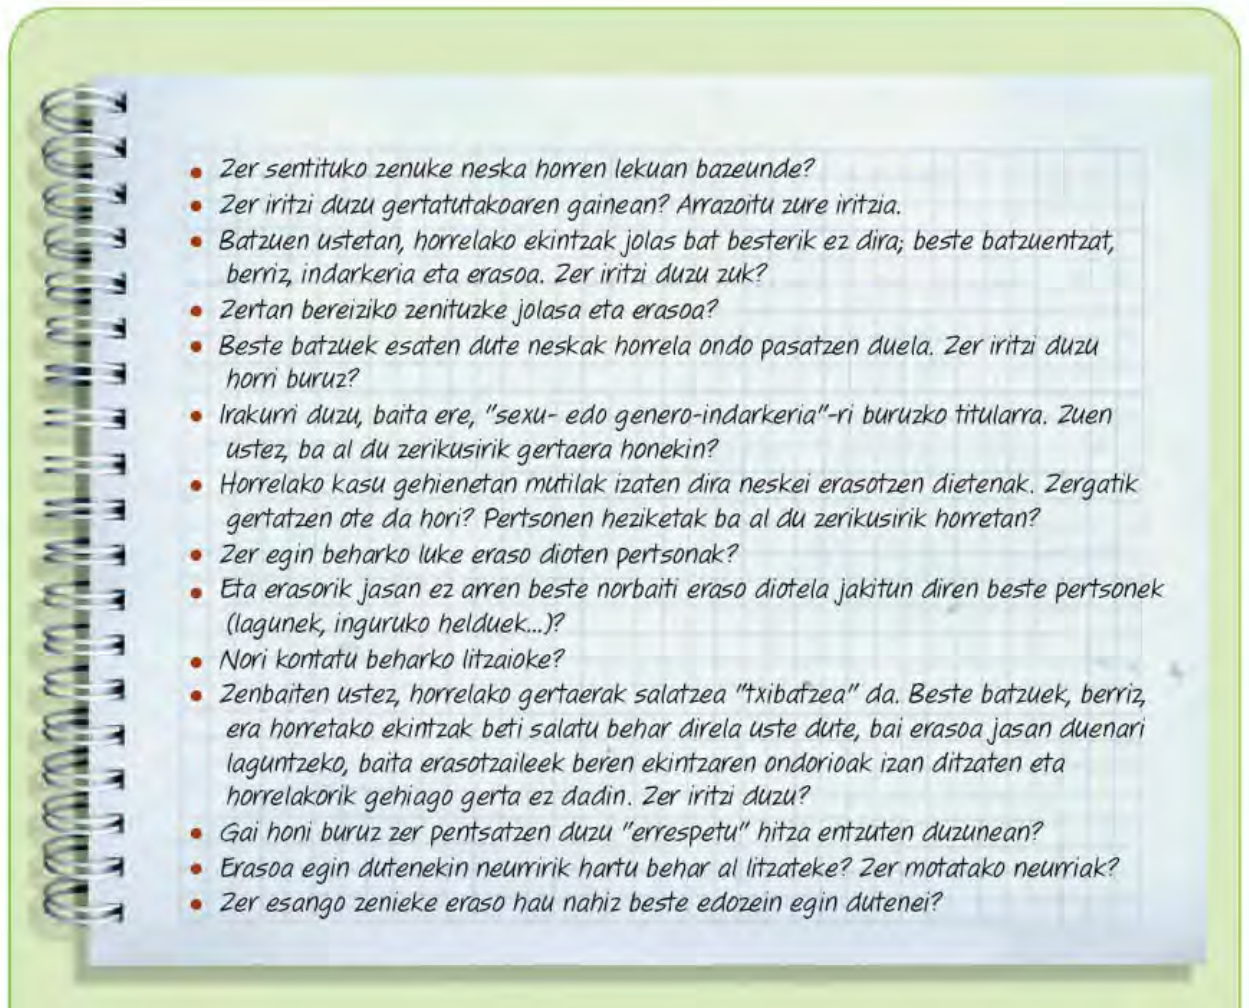 • Zer sentituko zenuke neska horren lekuan bazeunde?
• Zer iritzi duzu gertatutakoaren gainean? Arrazoitu zure iritzia.
• Batzuen ustetan, horrelako ekintzak jolas bat besterik ez dira; beste batzuentzat,
berriz, indarkeria eta erasoa. Zer iritzi duzu zuk?
• Zertan bereiziko zenituzke jolasa eta erasoa?
• Beste batzuek esaten dute neskak horrela ondo pasatzen duela. Zer iritzi duzu
horri buruz?
• Irakurri duzu, baita ere, "sexu- edo genero-indarkeria"-ri buruzko titularra. Zuen
ustez, ba al du zerikusirik gertaera honekin?
• Horrelako kasu gehienetan mutilak izaten dira neskei erasotzen dietenak. Zergatik
gertatzen ote da hori? Pertsonen heziketak ba al du zerikusirik horretan?
• Zer egin beharko luke eraso dioten pertsonak?
• Eta erasorik jasan ez arren beste norbaiti eraso diotela jakitun diren beste pertsonek
(lagunek, inguruko helduek...)?
• Nori kontatu beharko litzaioke?
• Zenbaiten ustez, horrelako gertaerak salatzea "txibatzea" da. Beste batzuek, berriz,
era horretako ekintzak beti salatu behar direla uste dute, bai erasoa jasan duenari
laguntzeko, baita erasotzaileek beren ekintzaren ondorioak izan ditzaten eta
horrelakorik gehiago gerta ez dadin. Zer iritzi duzu?
• Gai honi buruz zer pentsatzen duzu "errespetu" hitza entzuten duzunean?
• Erasoa egin dutenekin neurririk hartu behar al litzateke? Zer motatako neurriak?
• Zer esango zenieke eraso hau nahiz beste edozein egin dutenei?